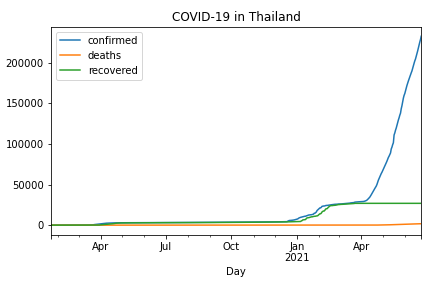 COVID-19 in Thailand
confirmed
deaths
recovered
200000
150000
100000
50000
0
Apr Jul Oct Jan Apr
2021
Day